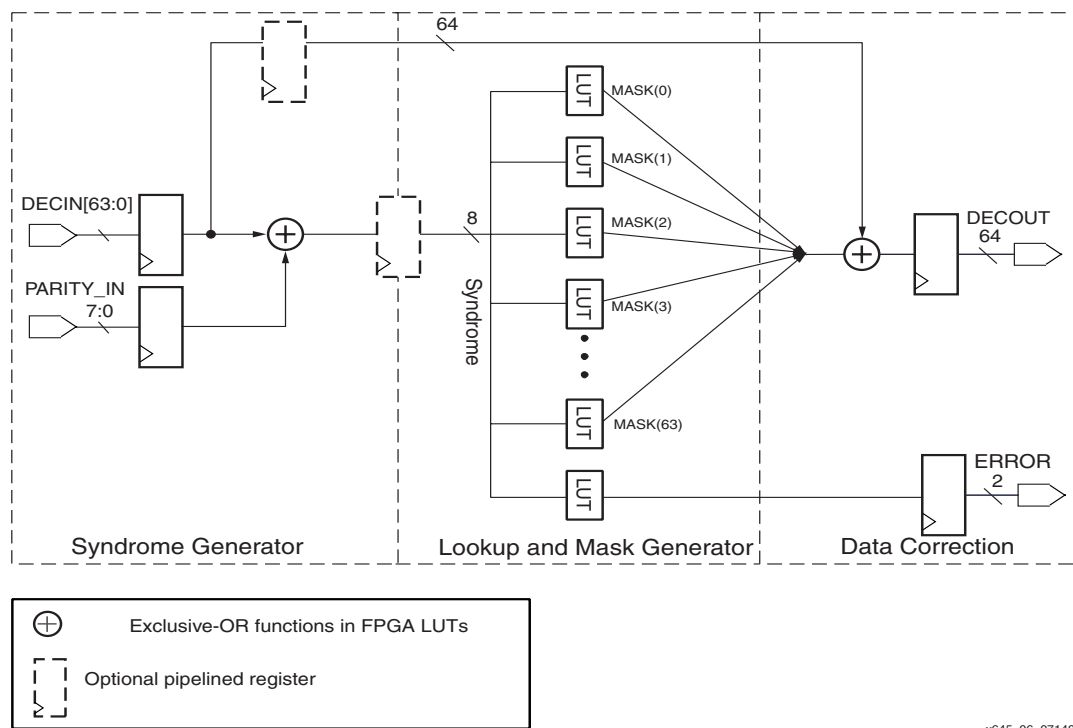 64
LUT
MASK(0)
LUT
MASK(1)
DECIN[63:0]
8
LUT
MASK(2)
DECOUT
64
PARITY_IN
7:0
Syndrome
LUT
MASK(3)
LUT
MASK(63)
ERROR
2
LUT
Syndrome Generator
Lookup and Mask Generator
Data Correction
Exclusive-OR functions in FPGA LUTs
Optional pipelined register